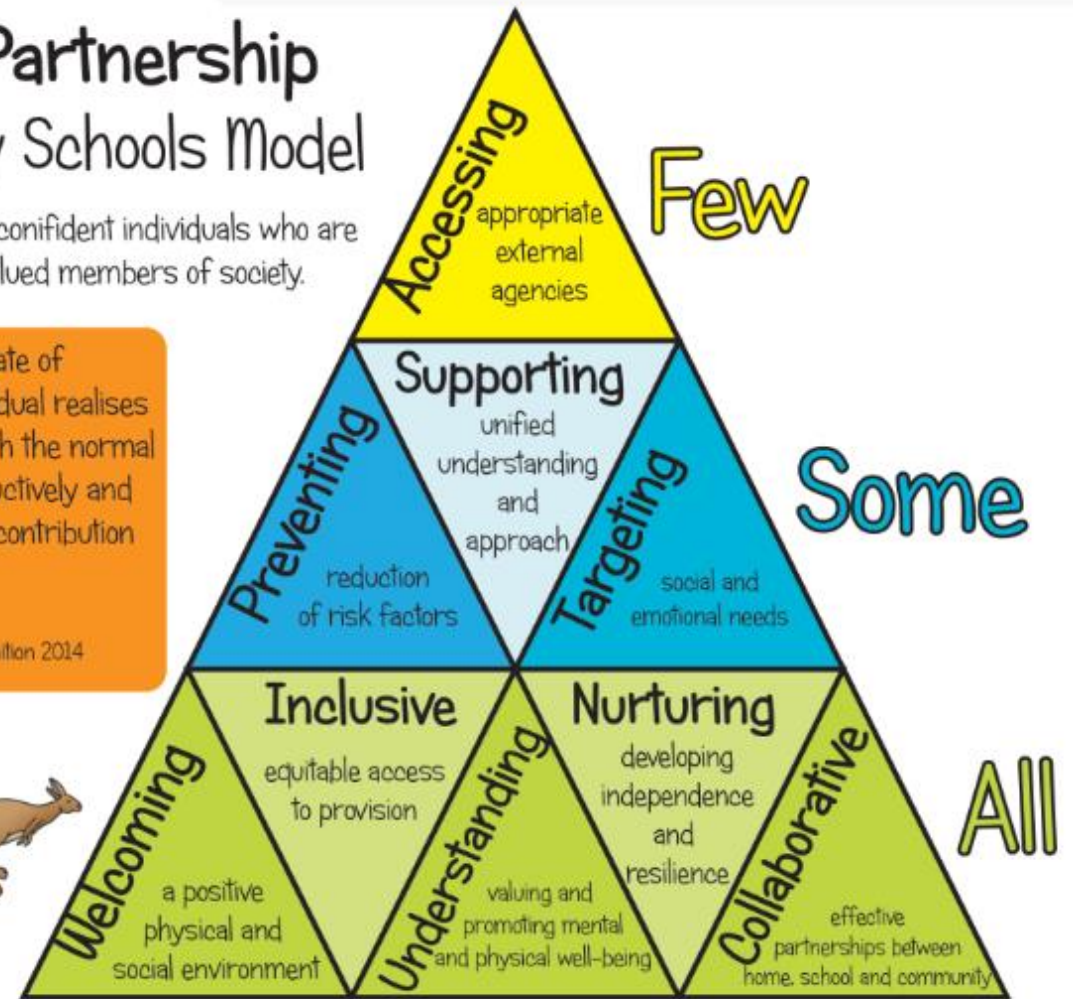 Partnership
y Schools Model
conifident individuals who are
lued members of society.
ate of
dual realises
h the normal
uctively and
contribution
ition 2014
Accessing
appropriate
external
agencies
Few
Supporting
unified
understanding
and
approach
Preventing
reduction
of risk factors
Targeting
social and
emotional needs
Some
Inclusive
equitable access
to provision
Nurturing
developing
independence
and
resilience
Welcoming
a positive
physical and
social environment
Understanding
valuing and
promoting mental
and physical well-being
Collaborative
effective
partnerships between
home, school and community
All